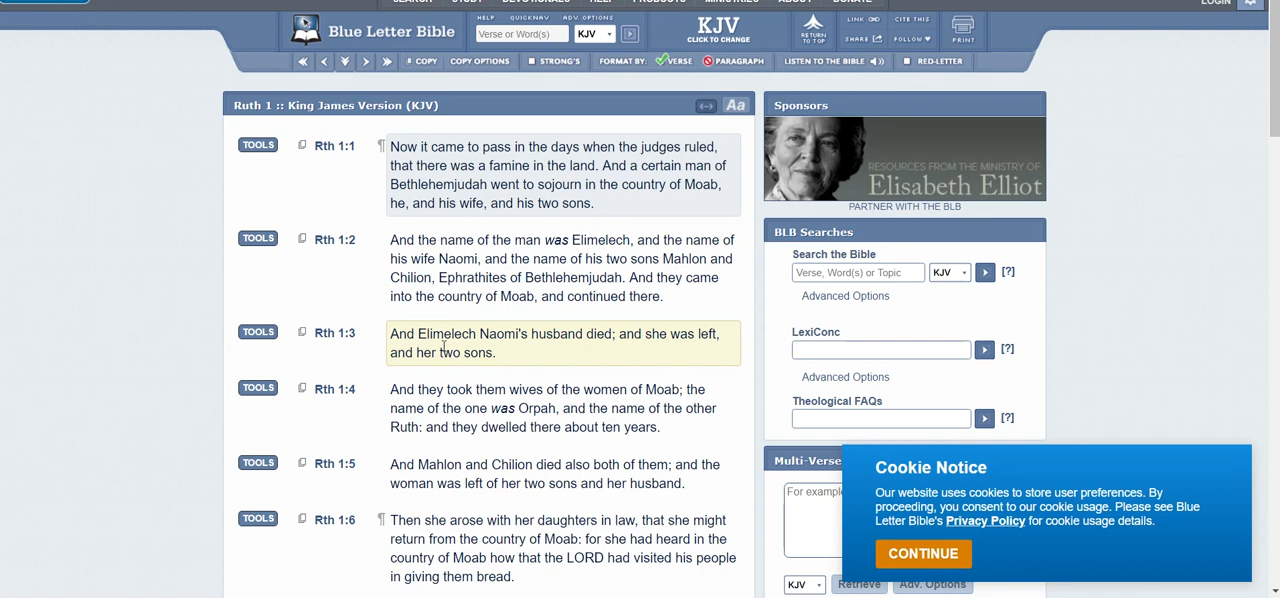 SEARCH STUDY DEVOTIONALS HELP PRODUCTS MINISTRIES ABOUT DONATE LOGIN
HELP QUICKNAV ADV. OPTIONS
Blue Letter Bible
Verse or Word(s) KJV
KJV
CLICK TO CHANGE
RETURN
TO TOP
LINK CITE THIS
SHARE FOLLOW
PRINT
COPY COPY OPTIONS STRONG'S FORMAT BY: VERSE PARAGRAPH LISTEN TO THE BIBLE RED-LETTER
Ruth 1 :: King James Version (KJV)
Aa
TOOLS Rth 1:1 ¶ Now it came to pass in the days when the judges ruled,
that there was a famine in the land. And a certain man of
Bethlehemjudah went to sojourn in the country of Moab,
he, and his wife, and his two sons.
TOOLS Rth 1:2 And the name of the man was Elimelech, and the name of
his wife Naomi, and the name of his two sons Mahlon and
Chilion, Ephrathites of Bethlehemjudah. And they came
into the country of Moab, and continued there.
TOOLS Rth 1:3 And Elimelech Naomi's husband died; and she was left,
and her two sons.
TOOLS Rth 1:4 And they took them wives of the women of Moab; the
name of the one was Orpah, and the name of the other
Ruth: and they dwelled there about ten years.
TOOLS Rth 1:5 And Mahlon and Chilion died also both of them; and the
woman was left of her two sons and her husband.
TOOLS Rth 1:6 ¶ Then she arose with her daughters in law, that she might
return from the country of Moab: for she had heard in the
country of Moab how that the LORD had visited his people
in giving them bread.
Sponsors
RESOURCES FROM THE MINISTRY OF
Elisabeth Elliot
PARTNER WITH THE BLB
BLB Searches
Search the Bible
Verse, Word(s) or Topic KJV [?]
Advanced Options
LexiConc
[?]
Advanced Options
Theological FAQs
[?]
Multi-Verse
For example
KJV Retrieve Adv. Options
Cookie Notice
Our website uses cookies to store user preferences. By
proceeding, you consent to our cookie usage. Please see Blue
Letter Bible's Privacy Policy for cookie usage details.
CONTINUE